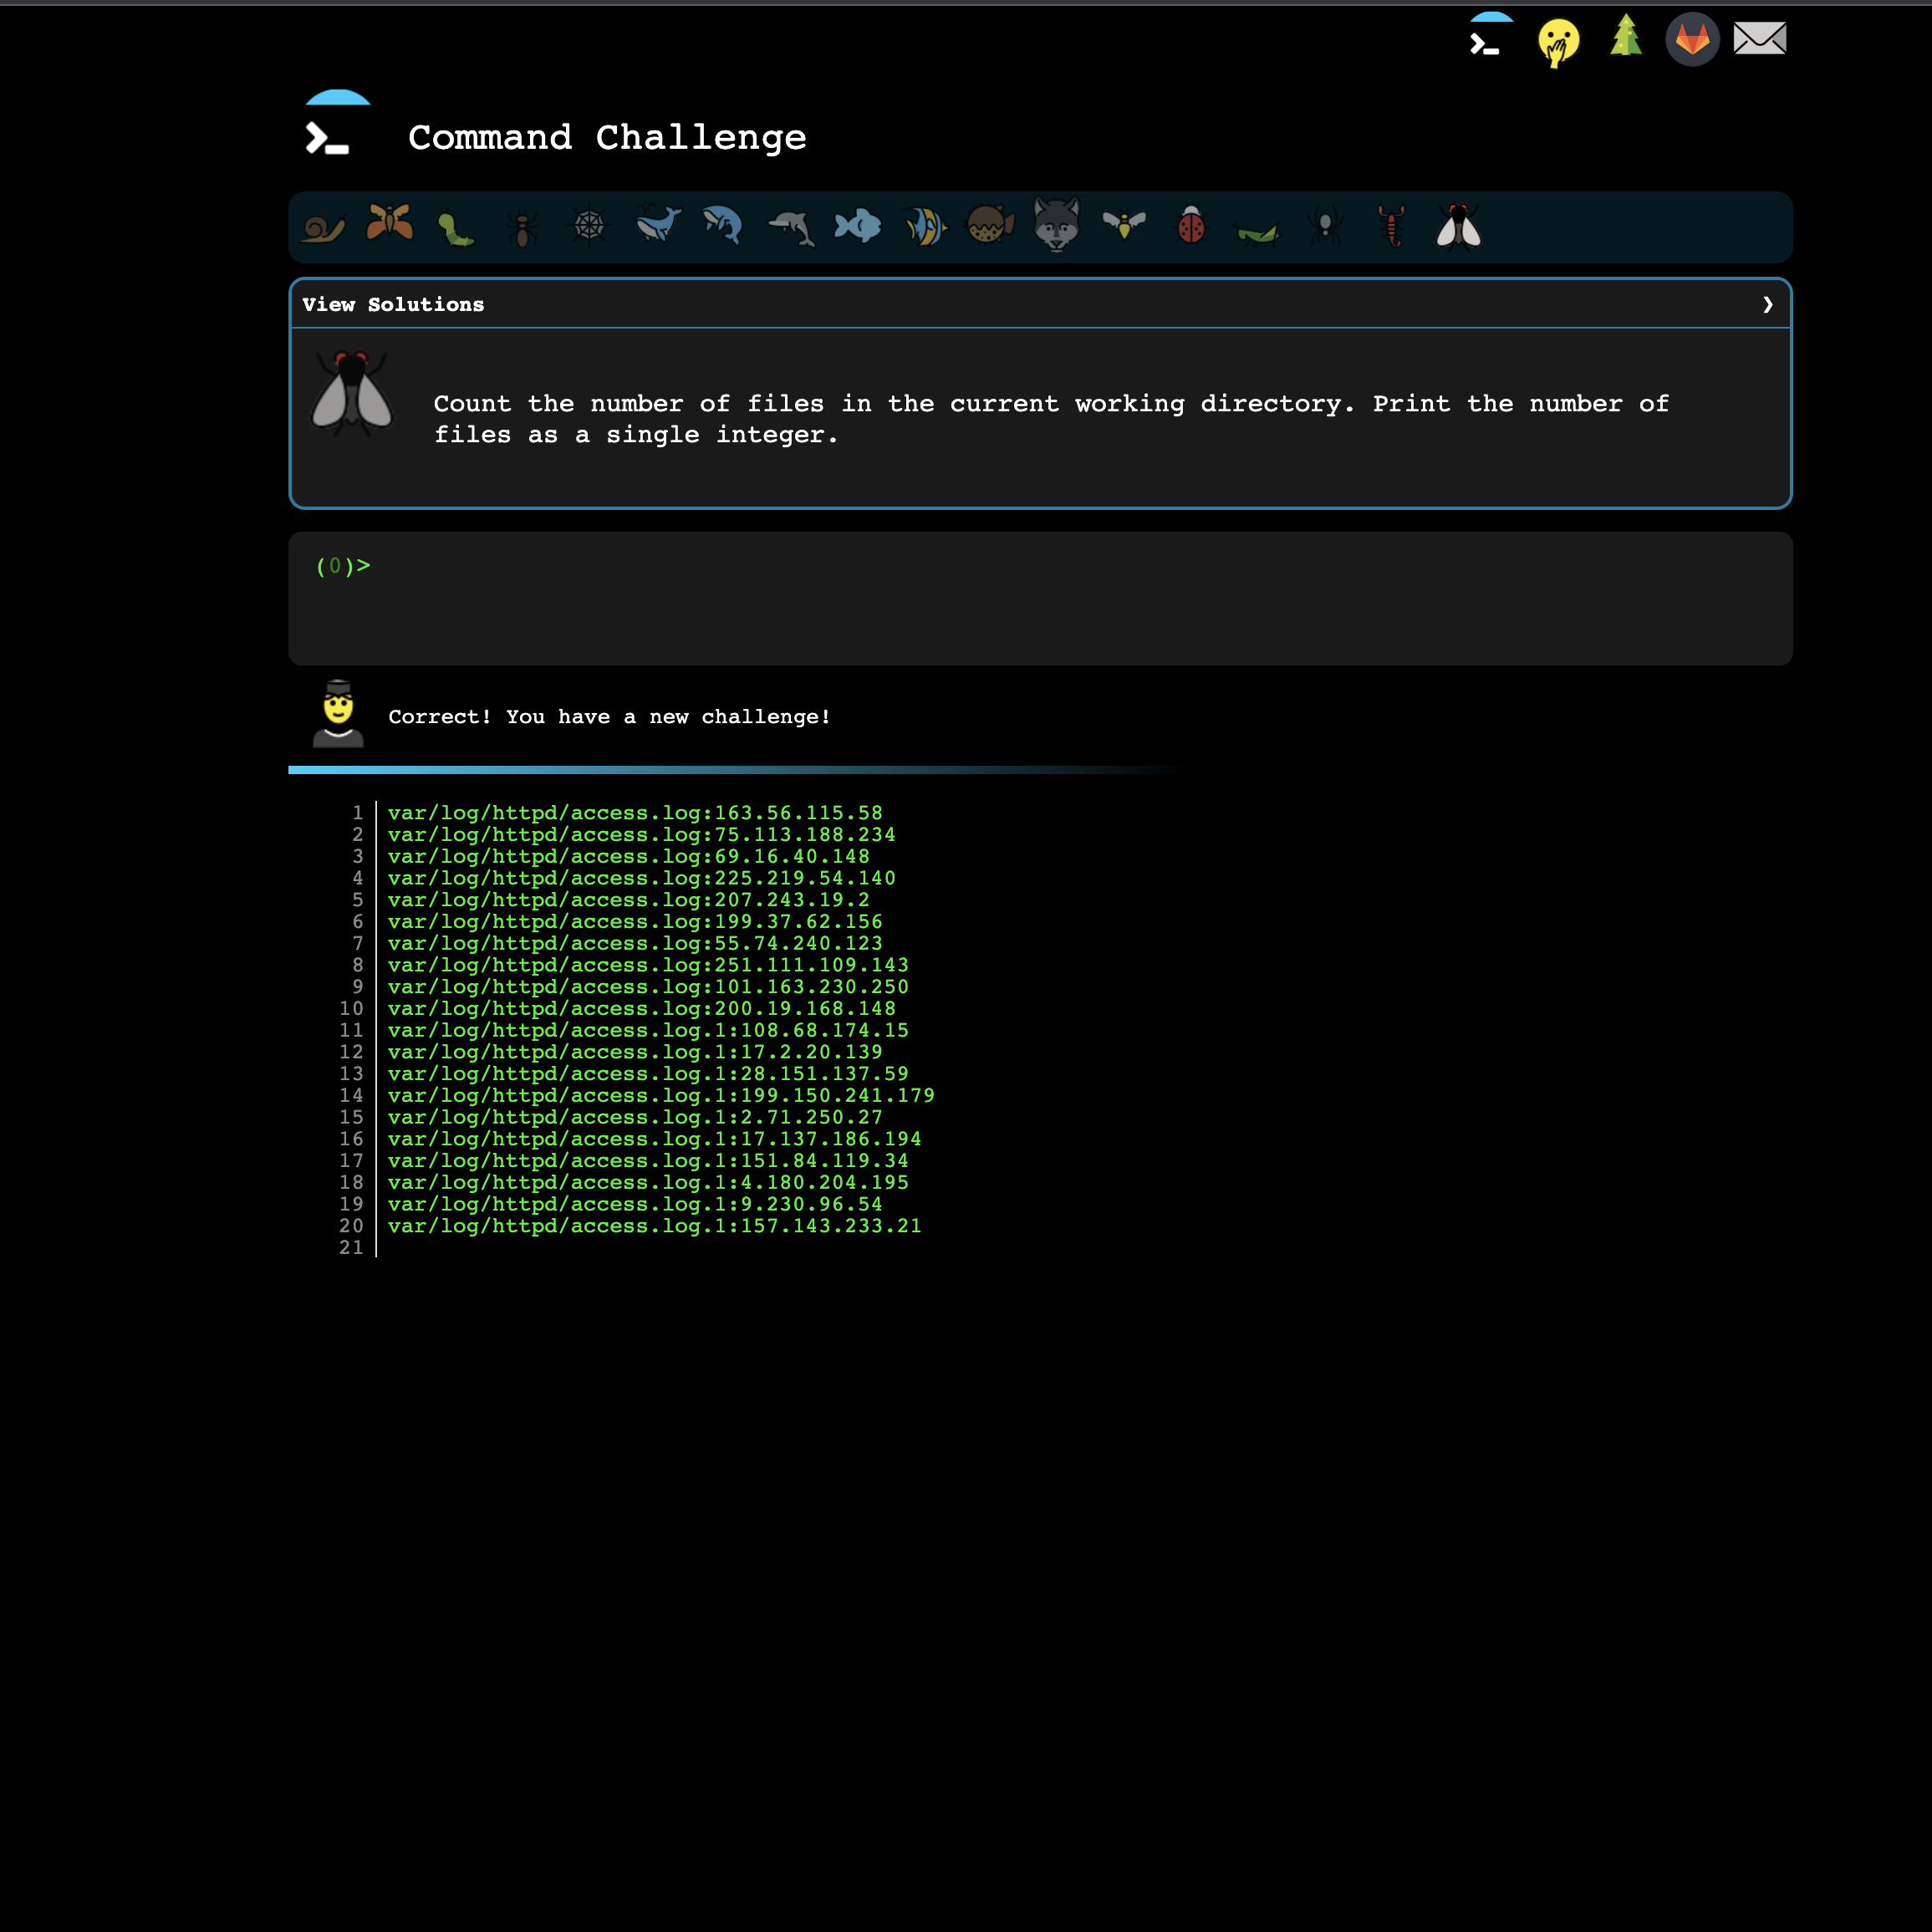 Command Challenge
View Solutions
❯
Count the number of files in the current working directory. Print the number of
files as a single integer.
(0)>
Correct! You have a new challenge!
1 var/log/httpd/access.log:163.56.115.58
2 var/log/httpd/access.log:75.113.188.234
3 var/log/httpd/access.log:69.16.40.148
4 var/log/httpd/access.log:225.219.54.140
5 var/log/httpd/access.log:207.243.19.2
6 var/log/httpd/access.log:199.37.62.156
7 var/log/httpd/access.log:55.74.240.123
8 var/log/httpd/access.log:251.111.109.143
9 var/log/httpd/access.log:101.163.230.250
10 var/log/httpd/access.log:200.19.168.148
11 var/log/httpd/access.log.1:108.68.174.15
12 var/log/httpd/access.log.1:17.2.20.139
13 var/log/httpd/access.log.1:28.151.137.59
14 var/log/httpd/access.log.1:199.150.241.179
15 var/log/httpd/access.log.1:2.71.250.27
16 var/log/httpd/access.log.1:17.137.186.194
17 var/log/httpd/access.log.1:151.84.119.34
18 var/log/httpd/access.log.1:4.180.204.195
19 var/log/httpd/access.log.1:9.230.96.54
20 var/log/httpd/access.log.1:157.143.233.21
21